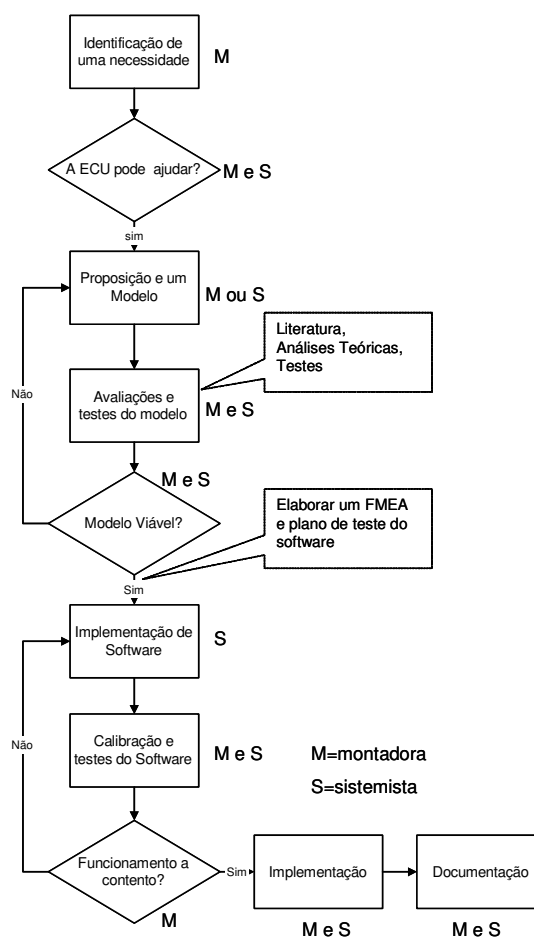 Identificação de
uma necessidade
M
A ECU pode ajudar?
M e S
sim
Proposição e um
Modelo
M ou S
Literatura,
Análises Teóricas,
Testes
Avaliações e
testes do modelo
M e S
Não
M e S
Modelo Viável?
Elaborar um FMEA
e plano de teste do
software
Sim
Implementação de
Software
S
Não
Calibração e
testes do Software
M e S
M=montadora
S=sistemista
Funcionamento a
contento?
M
Sim
Implementação
M e S
Documentação
M e S